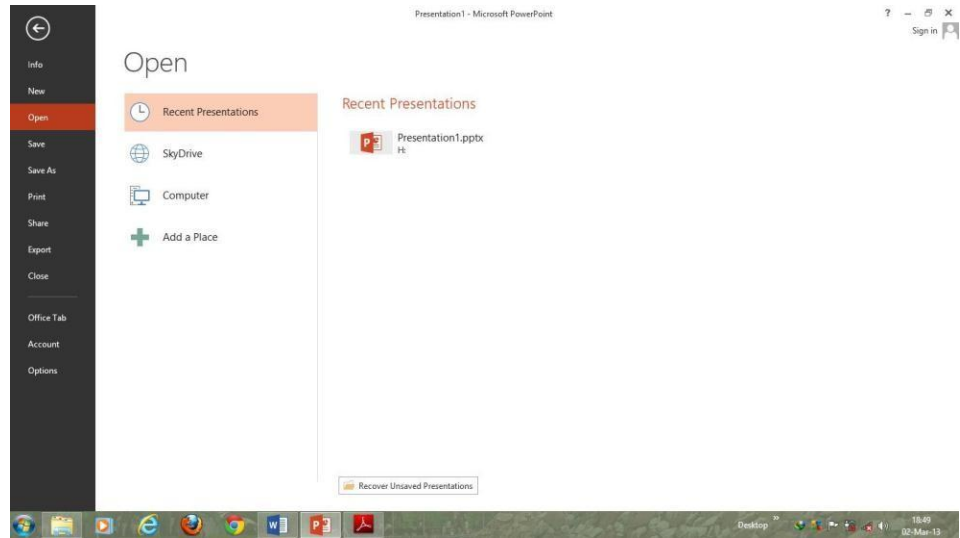 Presentation1 - Microsoft PowerPoint
?
Sign in
Info
New
Open
Save
Save As
Print
Share
Export
Close
Office Tab
Account
Options
Open
Recent Presentations
SkyDrive
Computer
Add a Place
Recent Presentations
Presentation1.pptx
H:
Recover Unsaved Presentations
Desktop
18:49
02-Mar-13